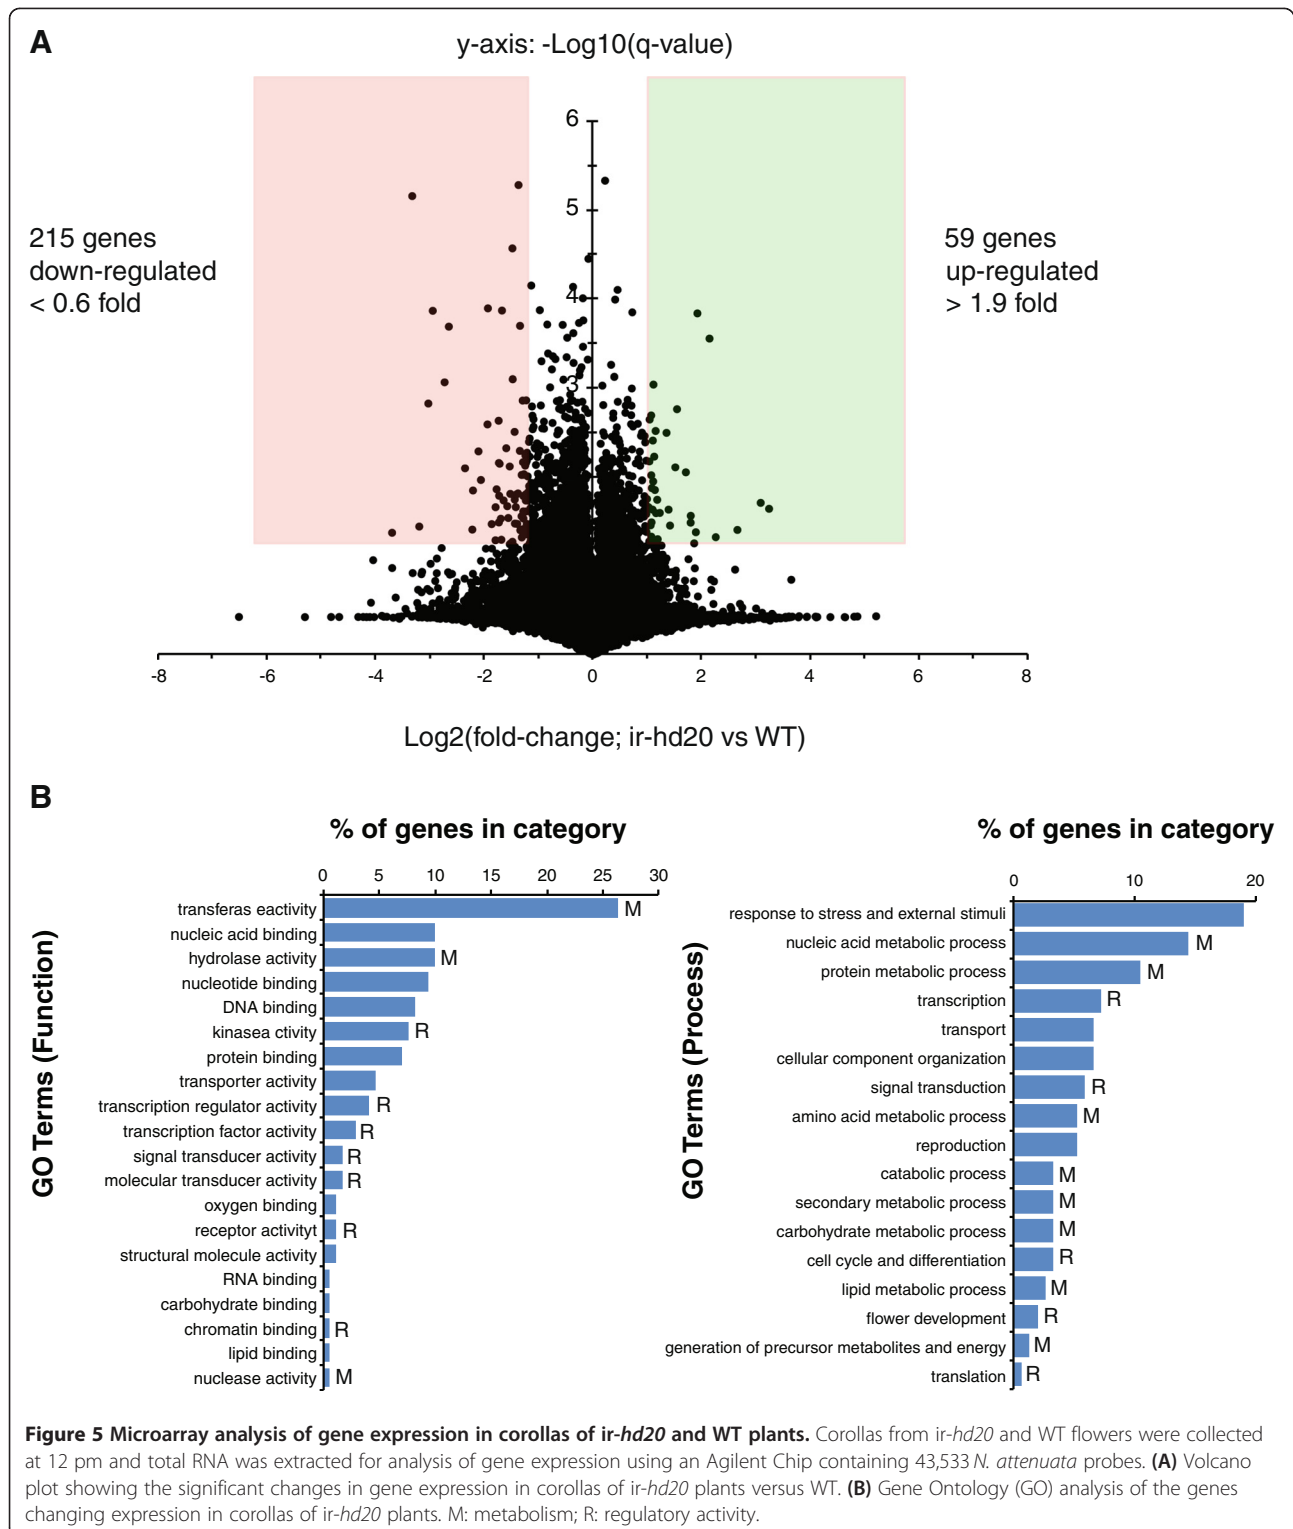 A
y-axis: -Log10(q-value)
6
5
4
3
215 genes
down-regulated
< 0.6 fold
59 genes
up-regulated
> 1.9 fold
-8 -6 -4 -2 0 2 4 6 8
Log2(fold-change; ir-hd20 vs WT)
B
% of genes in category
0 5 10 15 20 25 30
GO Terms (Function)
transferas eactivity M
nucleic acid binding
hydrolase activity M
nucleotide binding
DNA binding
kinasea ctivity R
protein binding
transporter activity
transcription regulator activity R
transcription factor activity R
signal transducer activity R
molecular transducer activity R
oxygen binding
receptor activityt R
structural molecule activity
RNA binding
carbohydrate binding
chromatin binding R
lipid binding
nuclease activity M
% of genes in category
0 10 20
GO Terms (Process)
response to stress and external stimuli
nucleic acid metabolic process M
protein metabolic process M
transcription R
transport
cellular component organization
signal transduction R
amino acid metabolic process M
reproduction
catabolic process M
secondary metabolic process M
carbohydrate metabolic process M
cell cycle and differentiation R
lipid metabolic process M
flower development R
generation of precursor metabolites and energy M
translation R
Figure 5 Microarray analysis of gene expression in corollas of ir-hd20 and WT plants. Corollas from ir-hd20 and WT flowers were collected
at 12 pm and total RNA was extracted for analysis of gene expression using an Agilent Chip containing 43,533 N. attenuata probes. (A) Volcano
plot showing the significant changes in gene expression in corollas of ir-hd20 plants versus WT. (B) Gene Ontology (GO) analysis of the genes
changing expression in corollas of ir-hd20 plants. M: metabolism; R: regulatory activity.